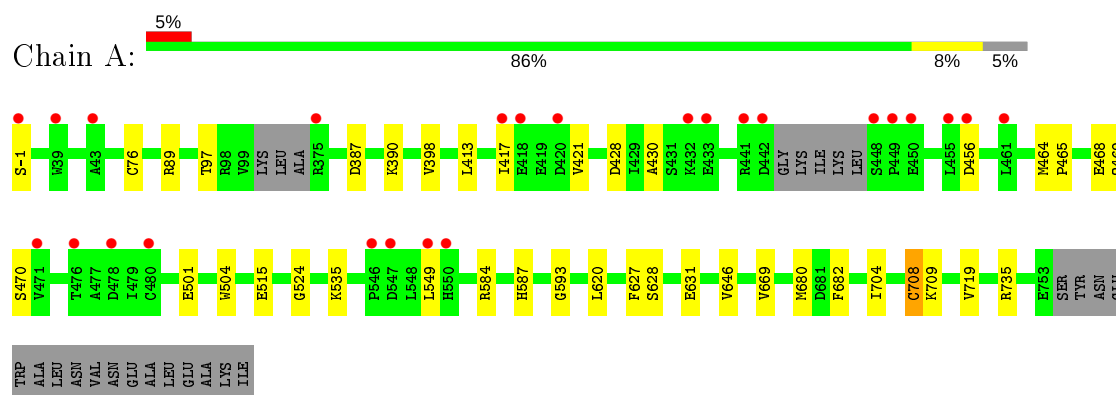 5%
Chain A:
86% 8% 5%
S-1 W39 A43 C76 R89 T97 R98 V99 LYS LEU ALA R375 D387 K390 V398 L413 I417 E418 E419 D420 V421 D428 I429 A430 S431 K432 E433 R441 D442 GLY LYS ILE LYS LEU S448 P449 E450 L455 D456 L461 M464 P465 E468
S470 V471 T476 A477 D478 I479 C480 E501 W504 E515 G524 K535 P546 D547 L548 L549 H550 R584 H587 G593 L620 F627 S628 E631 V646 V669 M680 D681 F682 I704 C708 K709 V719 R735 E753 SER TYR ASN
TRP ALA LEU ASN VAL ASN GLU ALA LEU GLU ALA LYS ILE